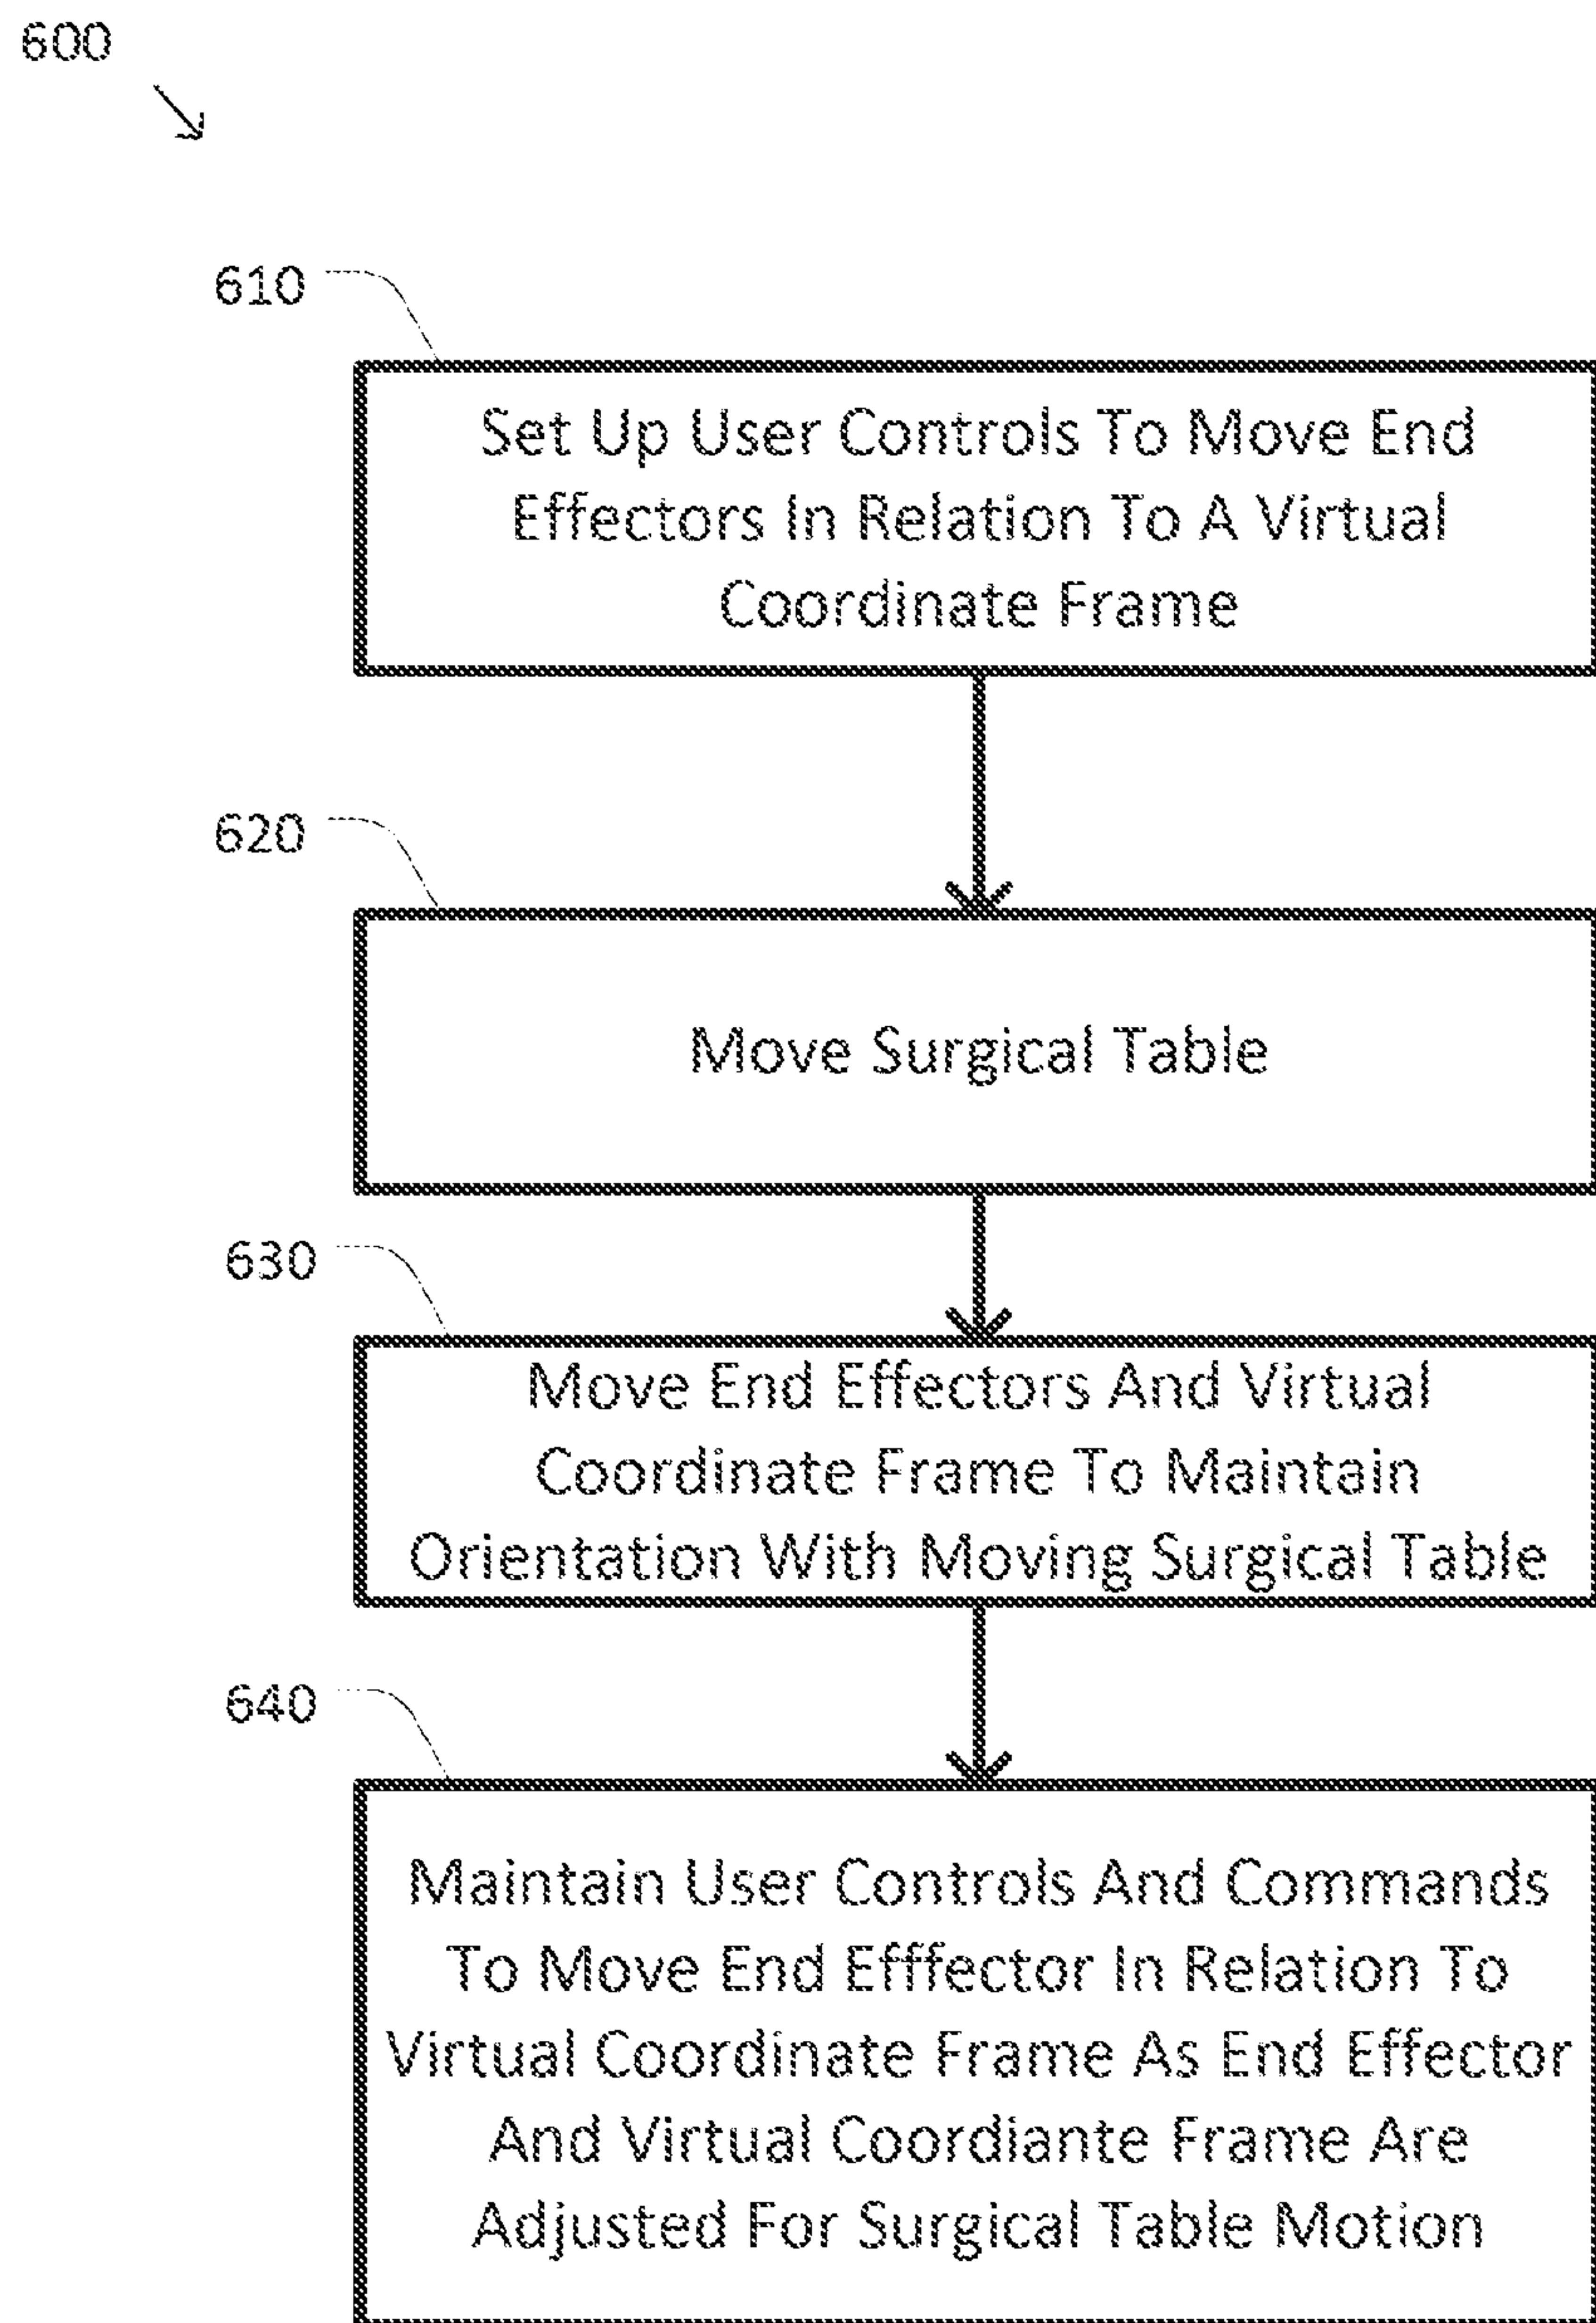 600
610
Set Up User Controls To Move End
Effectors In Relation To A Virtual
Coordinate Frame
620
Move Surgical Table
630
Move End Effectors And Virtual
Coordinate Frame To Maintain
Orientation With Moving Surgical Table
640
Maintain User Controls And Commands
To Move End Efffector In Relation To
Virtual Coordinate Frame As End Effector
And Virtual Coordiante Frame Are
Adjusted For Surgical Table Motion